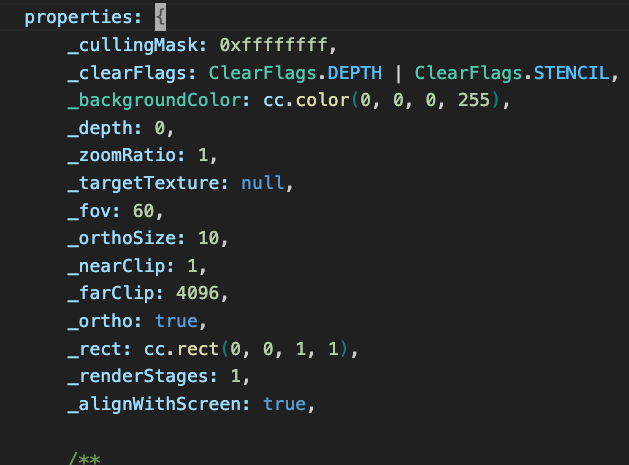 properties: {
_cullingMask: 0xffffffff,
_clearFlags: ClearFlags.DEPTH | ClearFlags.STENCIL,
_backgroundColor: cc.color(0, 0, 0, 255),
_depth: 0,
_zoomRatio: 1,
_targetTexture: null,
_fov: 60,
_orthoSize: 10,
_nearClip: 1,
_farClip: 4096,
_ortho: true,
_rect: cc.rect(0, 0, 1, 1),
_renderStages: 1,
_alignWithScreen: true,
/**